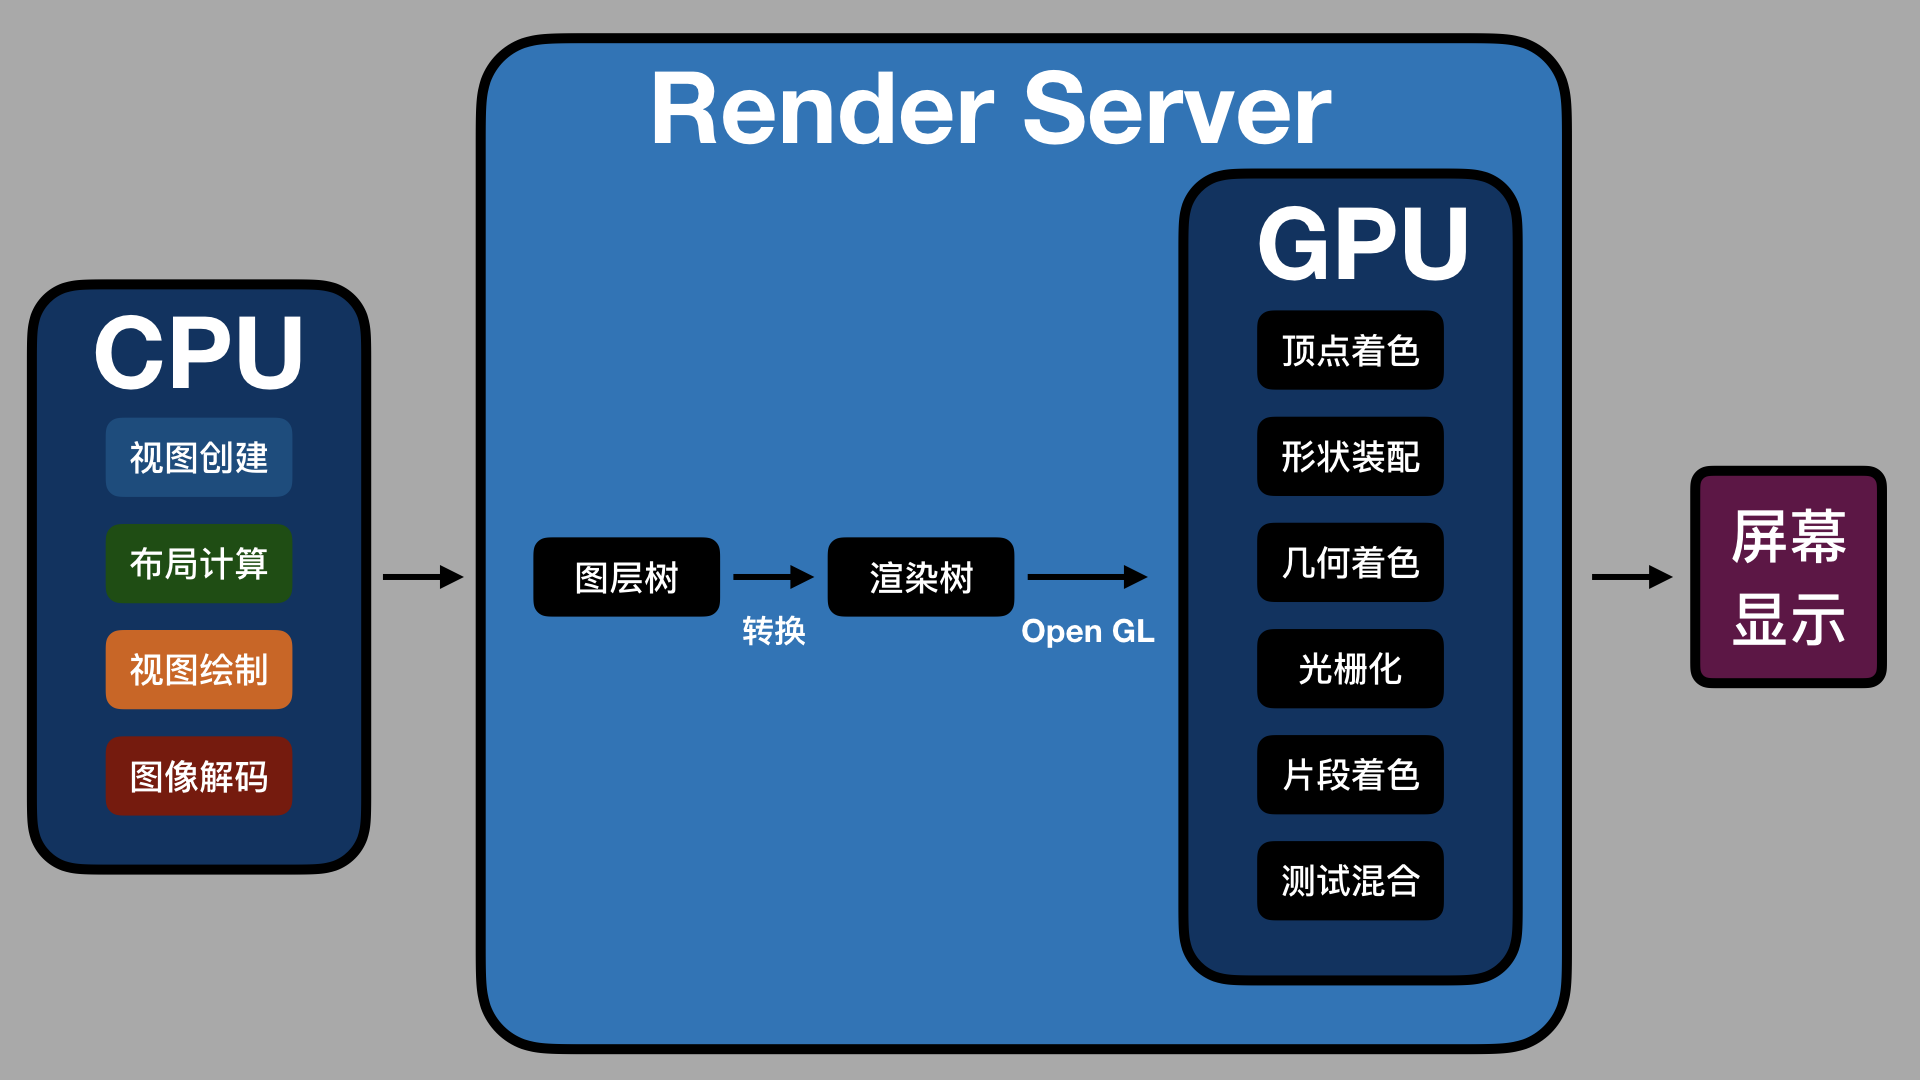 CPU
视图创建
布局计算
视图绘制
图像解码
Render Server
图层树
转换
渲染树
Open GL
GPU
顶点着色
形状装配
几何着色
光栅化
片段着色
测试混合
屏幕
显示